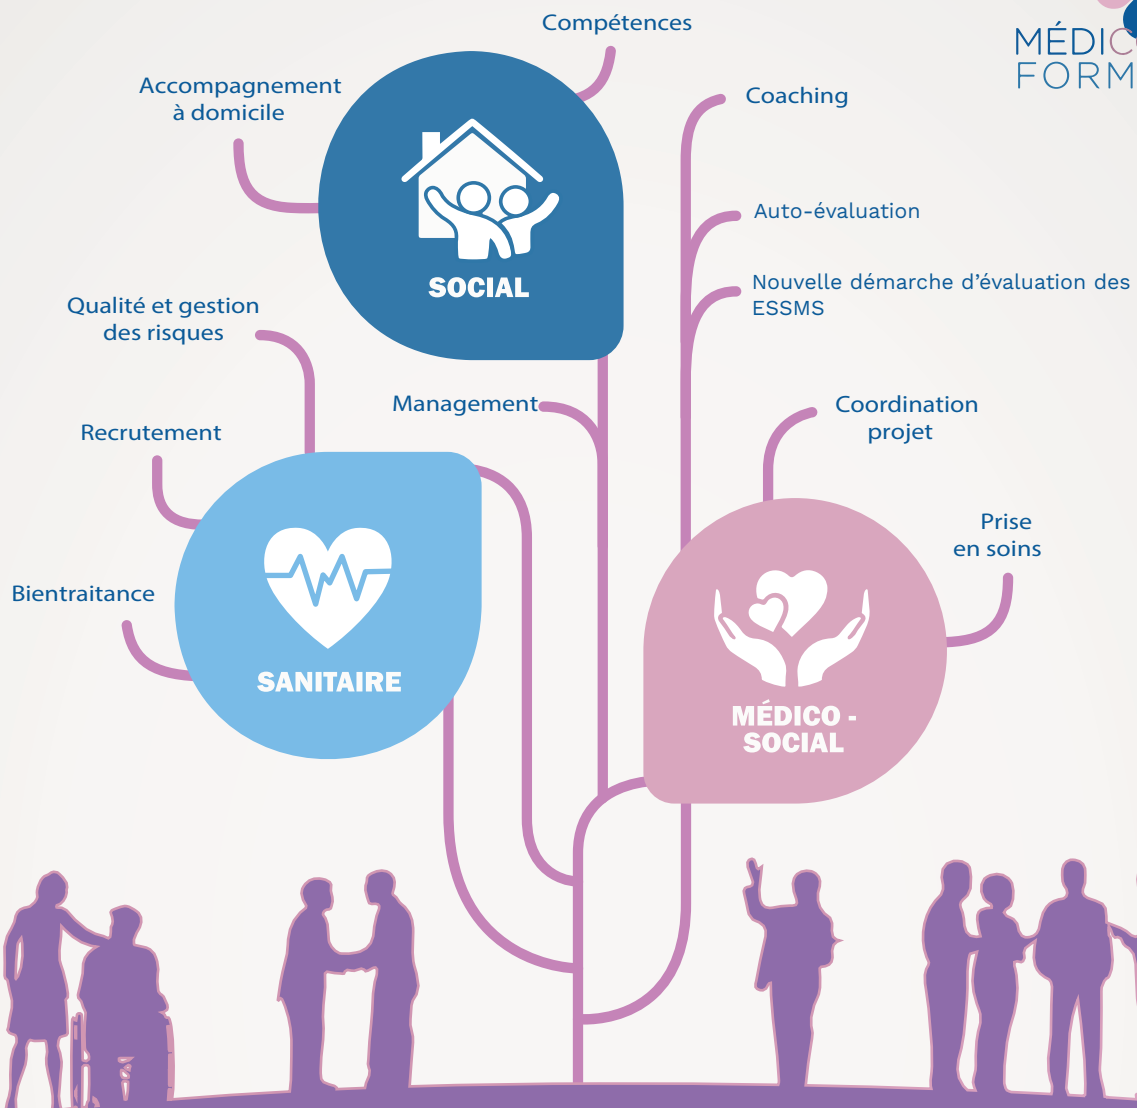 Compétences
MÉDIC
FORM
Accompagnement
à domicile
Coaching
Auto-évaluation
SOCIAL
Nouvelle démarche d’évaluation des
ESSMS
Qualité et gestion
des risques
Management
Coordination
projet
Recrutement
Prise
en soins
Bientraitance
SANITAIRE
MÉDICO -
SOCIAL